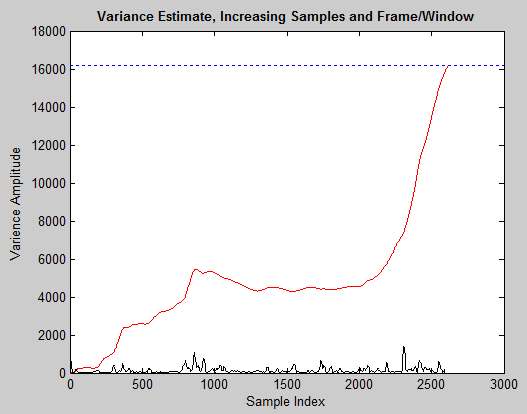 Variance Estimate, Increasing Samples and Frame/Window
18000
16000
14000
12000
10000
8000
6000
4000
2000
0
Varience Amplitude
0 500 1000 1500 2000 2500 3000
Sample Index